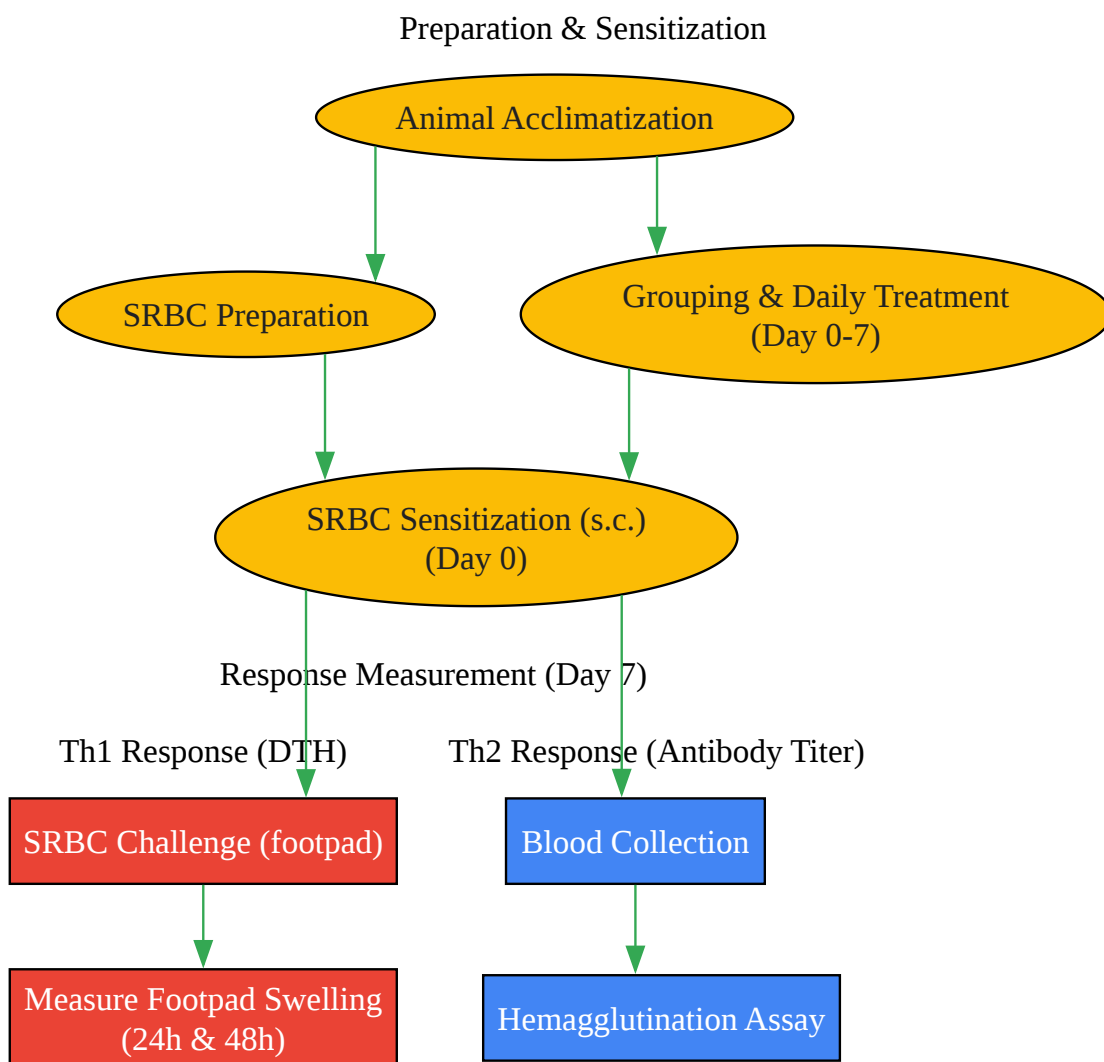 Preparation & Sensitization
Animal Acclimatization
SRBC Preparation
Grouping & Daily Treatment
(Day 0-7)
SRBC Sensitization (s.c.)
(Day 0)
Response Measurement (Day 7)
Th1 Response (DTH)
Th2 Response (Antibody Titer)
SRBC Challenge (footpad)
Blood Collection
Measure Footpad Swelling
(24h & 48h)
Hemagglutination Assay